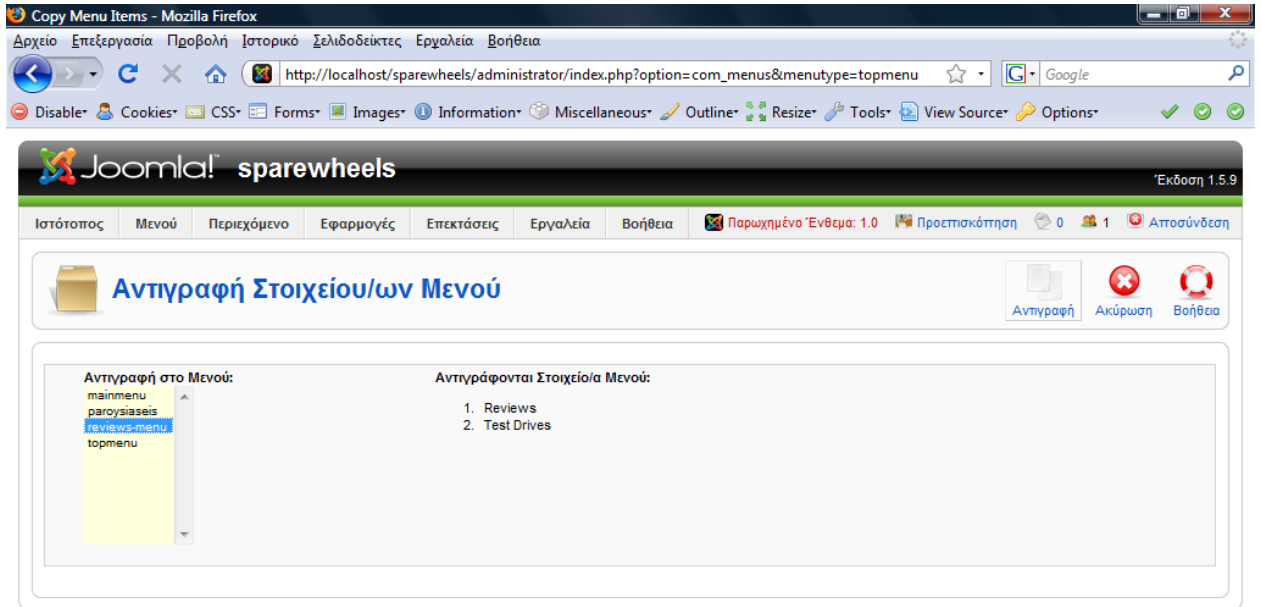 Copy Menu Items - Mozilla Firefox
Αρχείο Επεξεργασία Προβολή Ιστορικό Σελιδοδείκτες Εργαλεία Βοήθεια
http://localhost/sparewheels/administrator/index.php?option=com_menus&menutype=topmenu G Google
Disable Cookies CSS Forms Images Information Miscellaneous Outline Resize Tools View Source Options
Joomla! sparewheels
Έκδοση 1.5.9
Ιστότοπος Μενού Περιεχόμενο Εφαρμογές Επεκτάσεις Εργαλεία Βοήθεια Παρωχημένο Ένθεμα: 1.0 Προεπισκόπηση 0 1 Αποσύνδεση
Αντιγραφή Στοιχείου/ων Μενού
Αντιγραφή Ακύρωση Βοήθεια
Αντιγραφή στο Μενού: Αντιγράφονται Στοιχείο/α Μενού:
mainmenu
paroysiaseis 1. Reviews
reviews-menu 2. Test Drives
topmenu